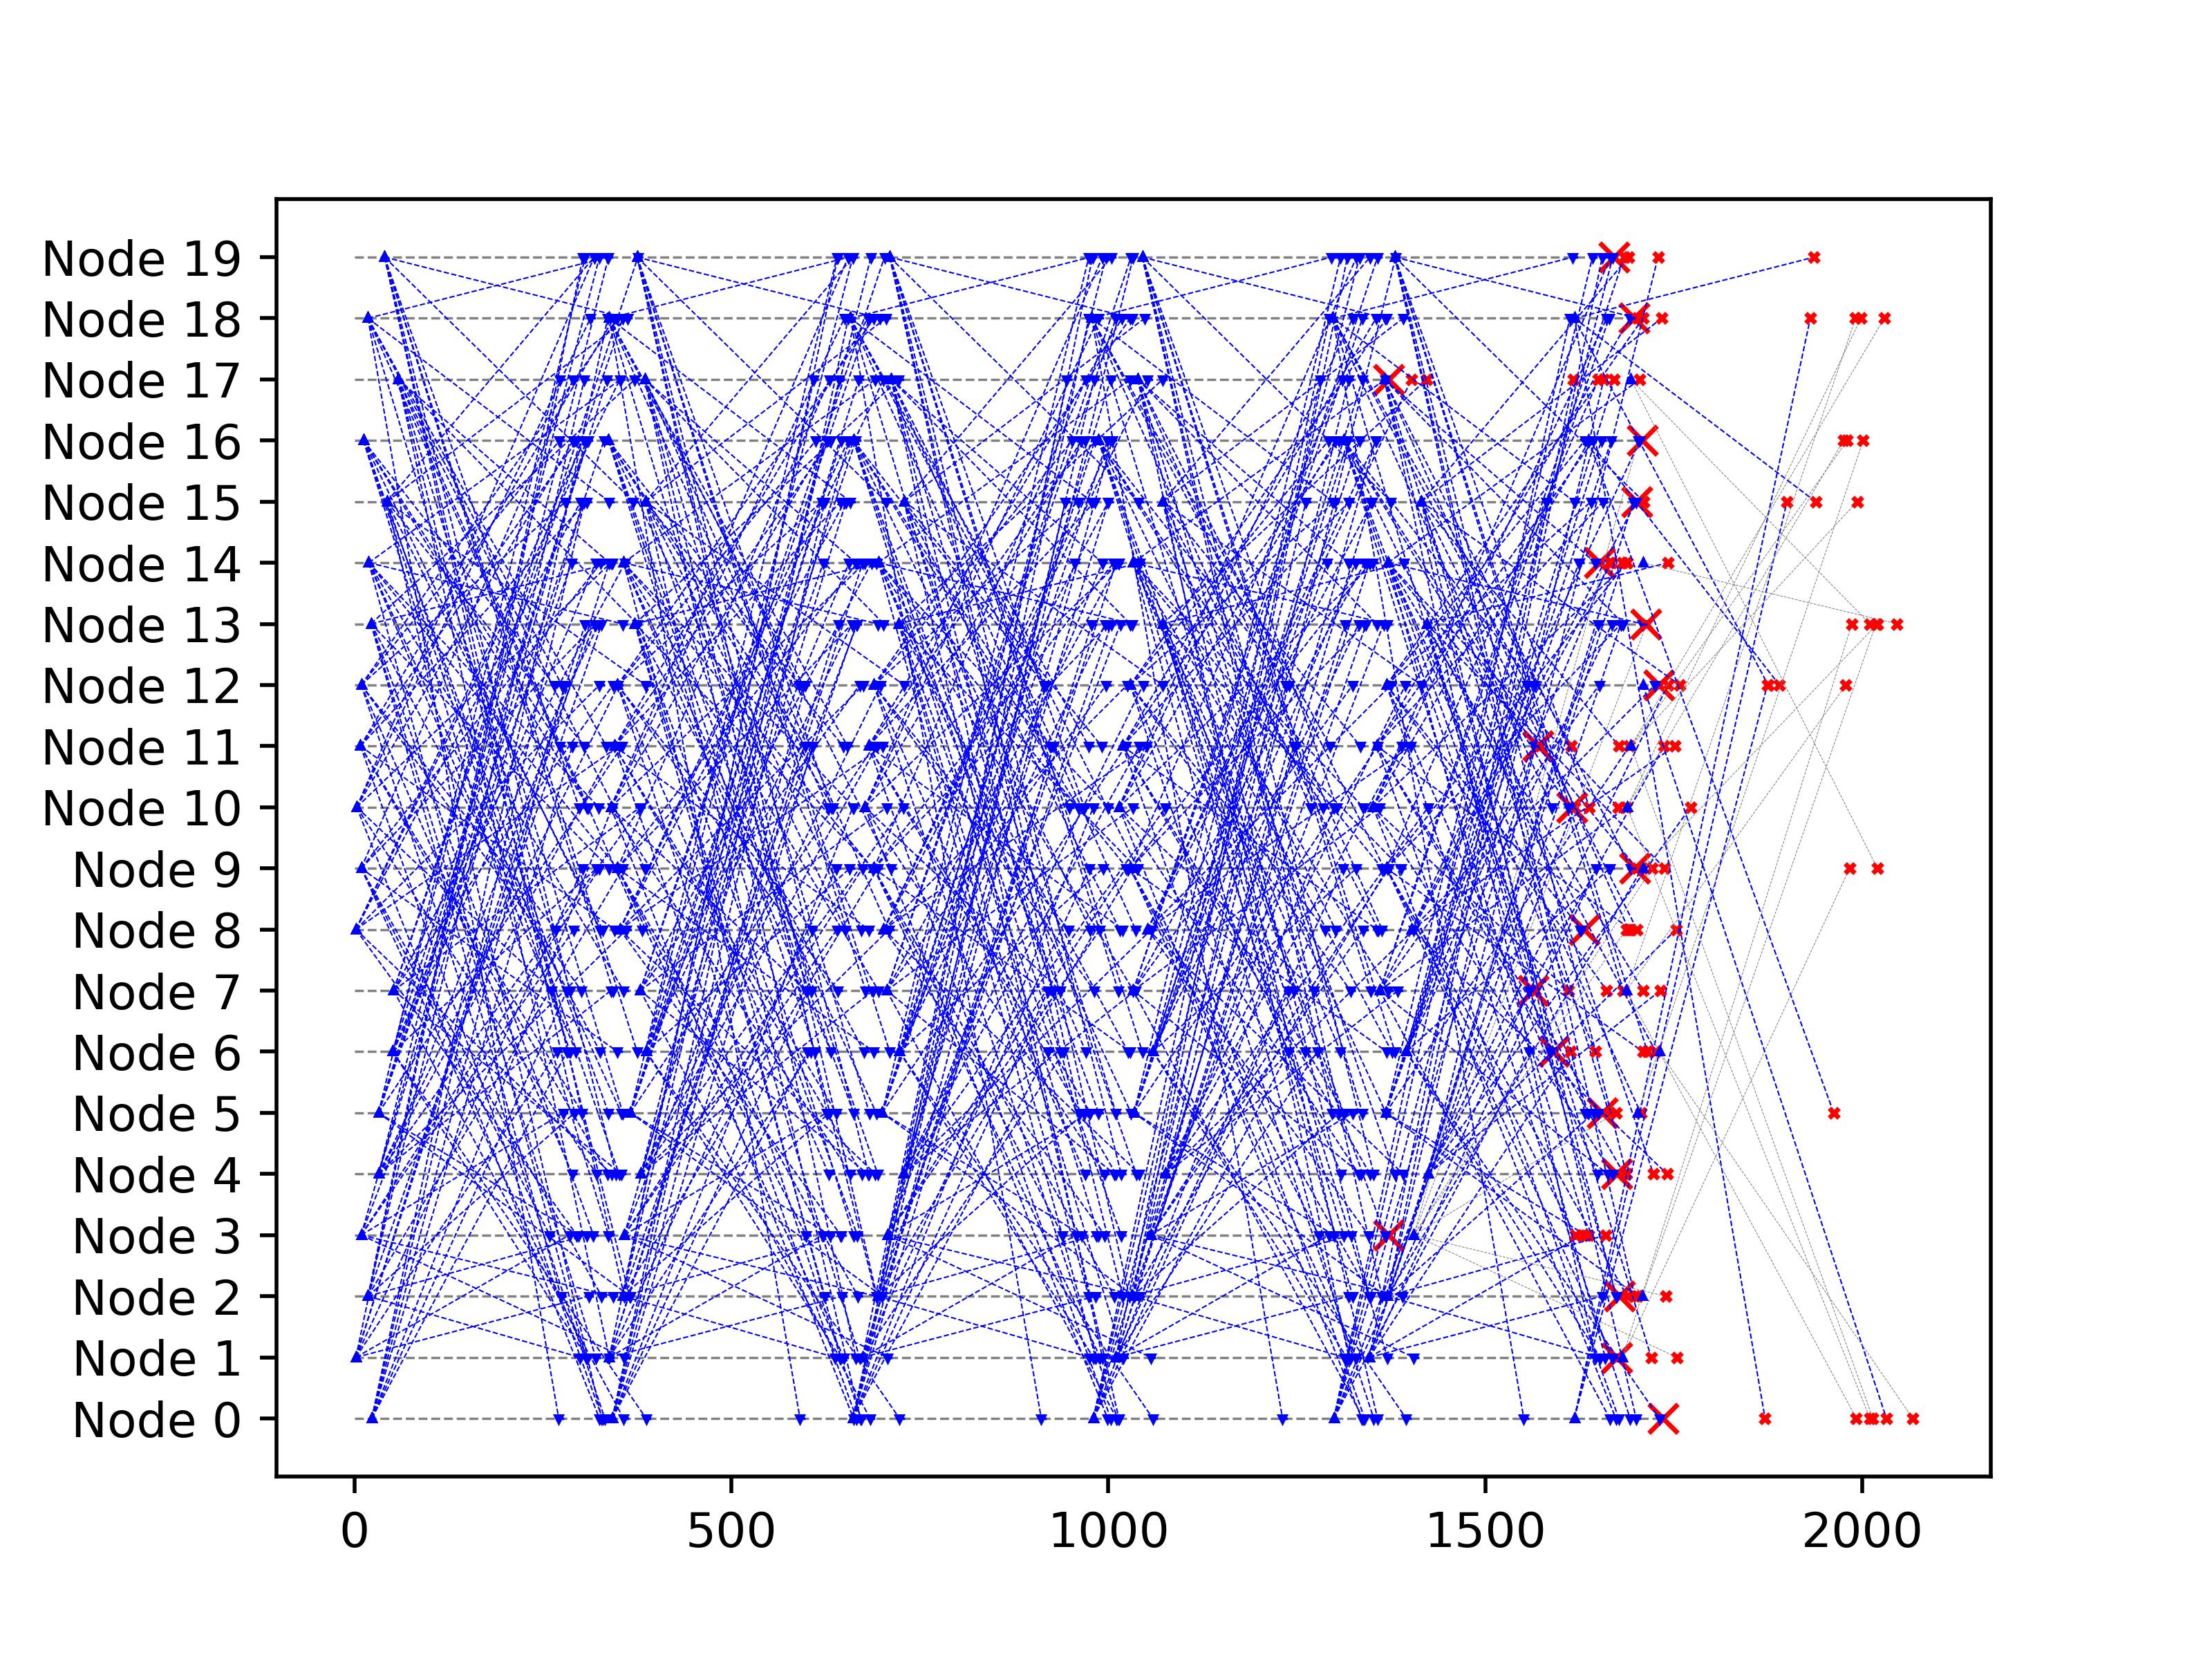 Node 19
Node 18
Node 17
Node 16
Node 15
Node 14
Node 13
Node 12
Node 11
Node 10
Node 9
Node 8
Node 7
Node 6
Node 5
Node 4
Node 3
Node 2
Node 1
Node 0
0 500 1000 1500 2000